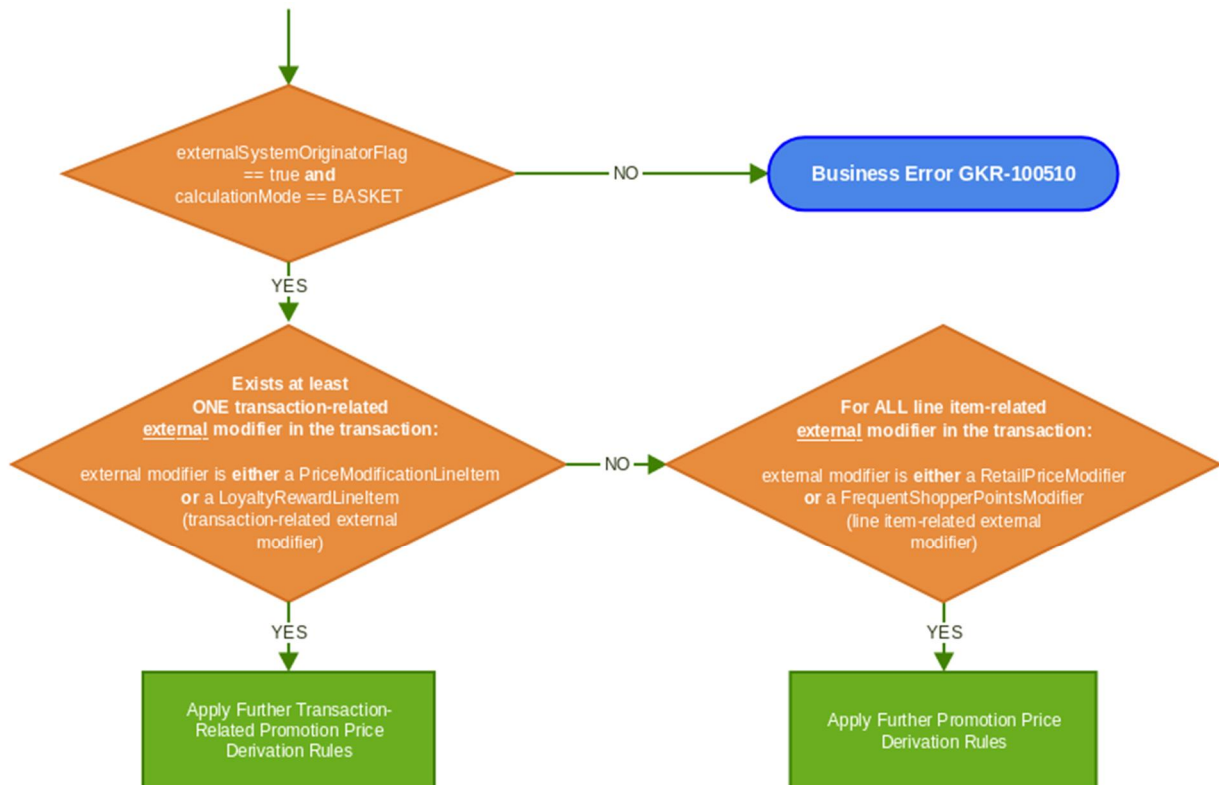 externalSystemOriginatorFlag
== true and
calculationMode == BASKET
NO
Business Error GKR-100510
YES
Exists at least
ONE transaction-related
external modifier in the transaction:
external modifier is either a PriceModificationLineItem
or a LoyaltyRewardLineItem
(transaction-related external
modifier)
NO
For ALL line item-related
external modifier in the transaction:
external modifier is either a RetailPriceModifier
or a FrequentShopperPointsModifier
(line item-related external
modifier)
YES
YES
Apply Further Transaction-
Related Promotion Price
Derivation Rules
Apply Further Promotion Price
Derivation Rules